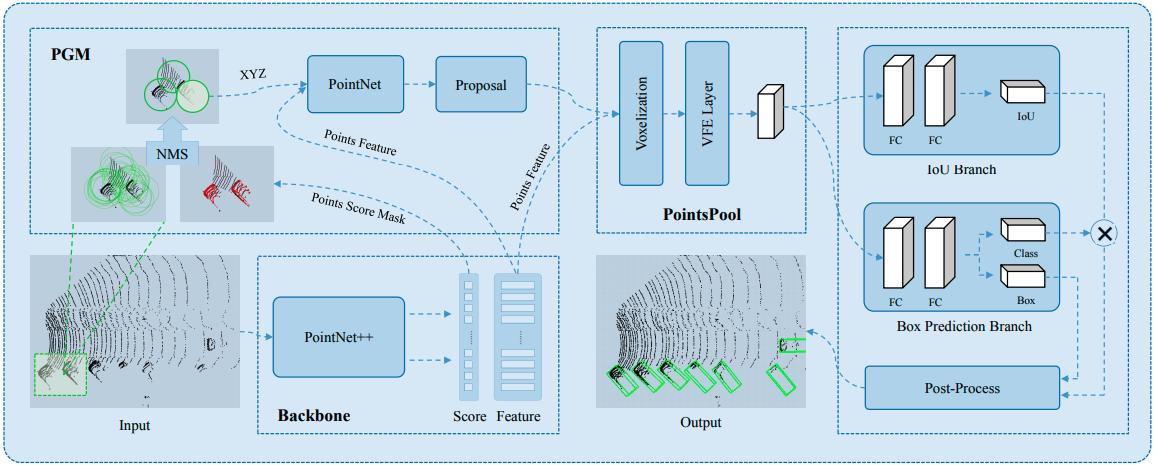 PGM
XYZ
PointNet
Proposal
NMS
Points Feature
Points Score Mask
Points Feature
Voxelization
VFE Layer
PointsPool
FC
FC
IoU
IoU Branch
FC
FC
Class
Box
Box Prediction Branch
Post-Process
PointNet++
Backbone
Score
Feature
Input
Output